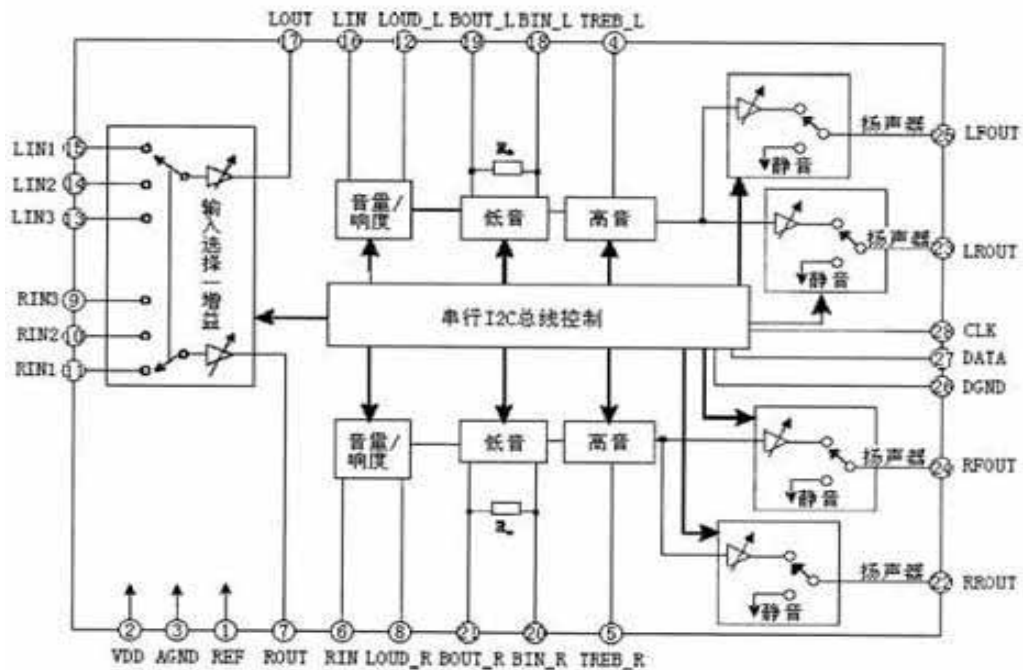 LOUT LIN LOUD_L BOUT_L BIN_L TREB_L
17 16 12 19 18 4
LIN1 15
LIN2 14
LIN3 13
RIN3 9
RIN2 10
RIN1 11
输入选择—增益
音量/
响度
低音
高音
扬声器
静音
25 LFOUT
扬声器
静音
23 LROUT
串行I2C总线控制
28 CLK
27 DATA
26 DGND
音量/
响度
低音
高音
扬声器
静音
24 RFOUT
扬声器
静音
22 RROUT
2 3 1 7 6 8 21 20 5
VDD AGND REF ROUT RIN LOUD_R BOUT_R BIN_R TREB_R